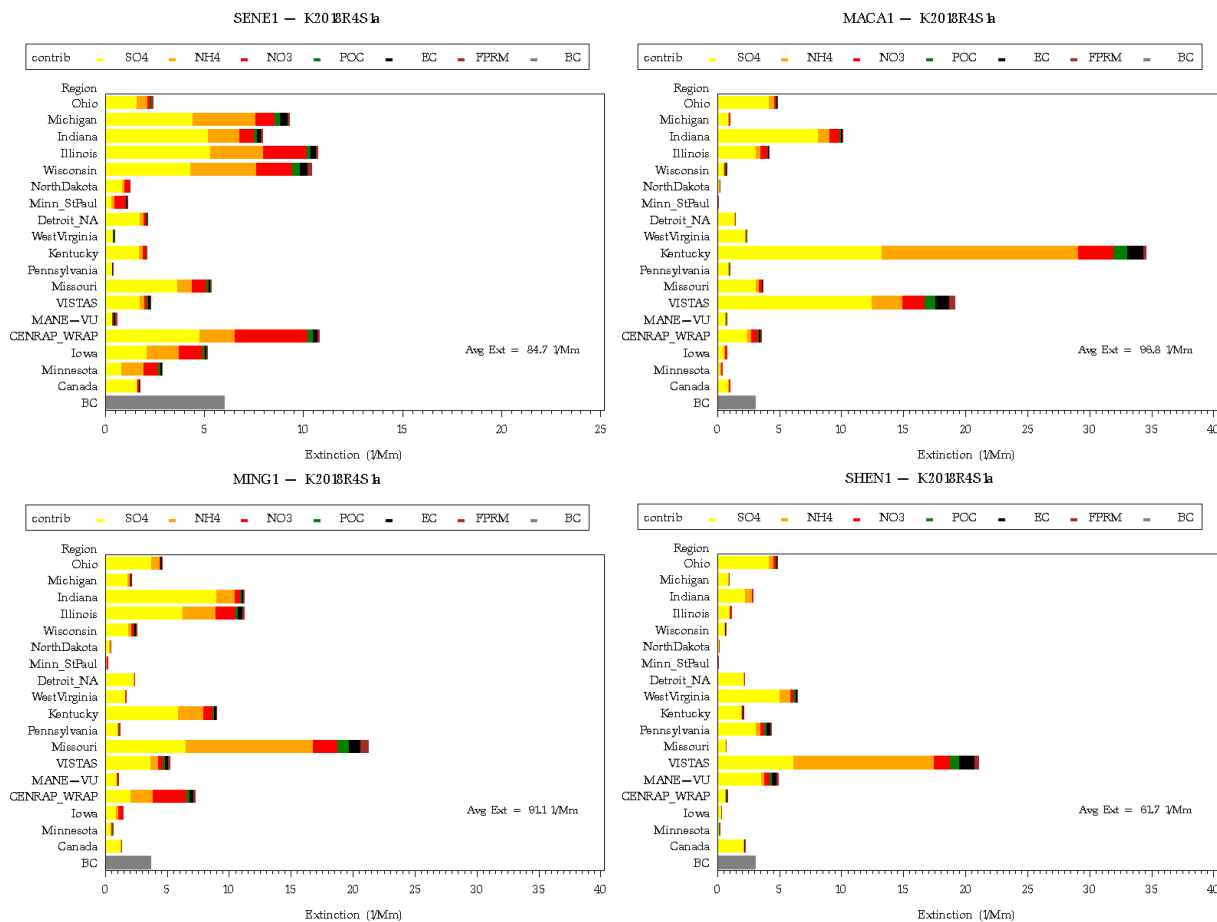 SENE1 — K2018R4S1a
contrib SO4 NH4 NO3 POC EC FPRM BC
Region
Ohio
Michigan
Indiana
Illinois
Wisconsin
NorthDakota
Minn_StPaul
Detroit_NA
WestVirginia
Kentucky
Pennsylvania
Missouri
VISTAS
MANE—VU
CENRAP_WRAP
Iowa
Minnesota
Canada
BC
Avg Ext = 84.7 1/Mm
0 5 10 15 20 25
Extinction (1/Mm)
MACA1 — K2018R4S1a
contrib SO4 NH4 NO3 POC EC FPRM BC
Region
Ohio
Michigan
Indiana
Illinois
Wisconsin
NorthDakota
Minn_StPaul
Detroit_NA
WestVirginia
Kentucky
Pennsylvania
Missouri
VISTAS
MANE—VU
CENRAP_WRAP
Iowa
Minnesota
Canada
BC
Avg Ext = 96.8 1/Mm
0 5 10 15 20 25 30 35 40
Extinction (1/Mm)
MING1 — K2018R4S1a
contrib SO4 NH4 NO3 POC EC FPRM BC
Region
Ohio
Michigan
Indiana
Illinois
Wisconsin
NorthDakota
Minn_StPaul
Detroit_NA
WestVirginia
Kentucky
Pennsylvania
Missouri
VISTAS
MANE—VU
CENRAP_WRAP
Iowa
Minnesota
Canada
BC
Avg Ext = 91.1 1/Mm
0 5 10 15 20 25 30 35 40
Extinction (1/Mm)
SHEN1 — K2018R4S1a
contrib SO4 NH4 NO3 POC EC FPRM BC
Region
Ohio
Michigan
Indiana
Illinois
Wisconsin
NorthDakota
Minn_StPaul
Detroit_NA
WestVirginia
Kentucky
Pennsylvania
Missouri
VISTAS
MANE—VU
CENRAP_WRAP
Iowa
Minnesota
Canada
BC
Avg Ext = 61.7 1/Mm
0 5 10 15 20 25 30 35 40
Extinction (1/Mm)